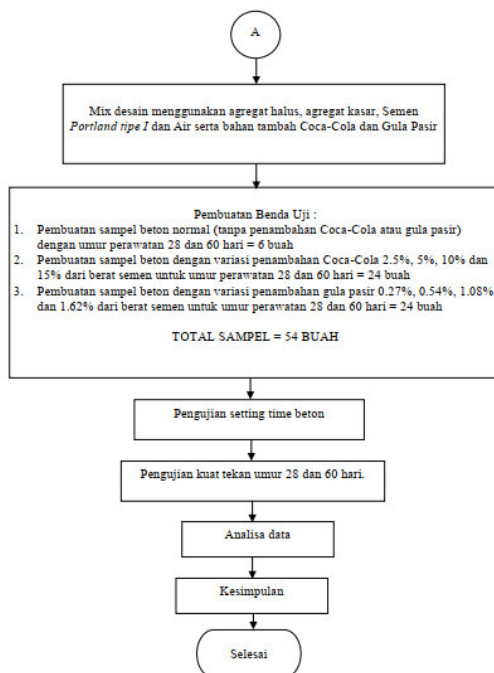 A
Mix desain menggunakan agregat halus, agregat kasar, Semen
Portland tipe I dan Air serta bahan tambah Coca-Cola dan Gula Pasir
Pembuatan Benda Uji :
1. Pembuatan sampel beton normal (tanpa penambahan Coca-Cola atau gula pasir)
dengan umur perawatan 28 dan 60 hari = 6 buah
2. Pembuatan sampel beton dengan variasi penambahan Coca-Cola 2.5%, 5%, 10% dan
15% dari berat semen untuk umur perawatan 28 dan 60 hari = 24 buah
3. Pembuatan sampel beton dengan variasi penambahan gula pasir 0.27%, 0.54%, 1.08%
dan 1.62% dari berat semen untuk umur perawatan 28 dan 60 hari = 24 buah
TOTAL SAMPEL = 54 BUAH
Pengujian setting time beton
Pengujian kuat tekan umur 28 dan 60 hari.
Analisa data
Kesimpulan
Selesai